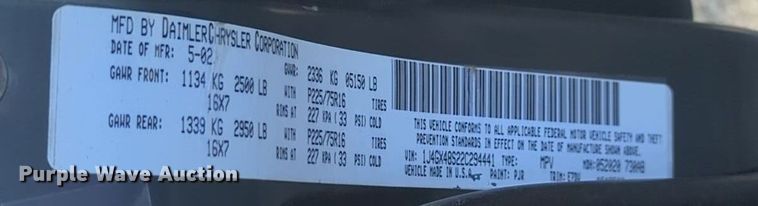 MFD BY DAIMLERCHRYSLER CORPORATION
DATE OF MFR: 5-02 GVWR: 2336 KG 05150 LB
GAWR FRONT: 1134 KG 2500 LB WITH P225/75R16 TIRES
16X7 RIMS AT 227 KPA ( 33 PSI) COLD
GAWR REAR: 1339 KG 2950 LB WITH P225/75R16 TIRES
16X7 RIMS AT 227 KPA ( 33 PSI) COLD
THIS VEHICLE CONFORMS TO ALL APPLICABLE FEDERAL MOTOR VEHICLE SAFETY AND THEFT
PREVENTION STANDARDS IN EFFECT ON THE DATE OF MANUFACTURE SHOWN ABOVE.
VIN: 1J4GX48S22C294441 TYPE: MPV MDH: 052020 730AB
VEHICLE MADE IN U.S.A. PAINT: PJR TRIM:
Purple Wave Auction